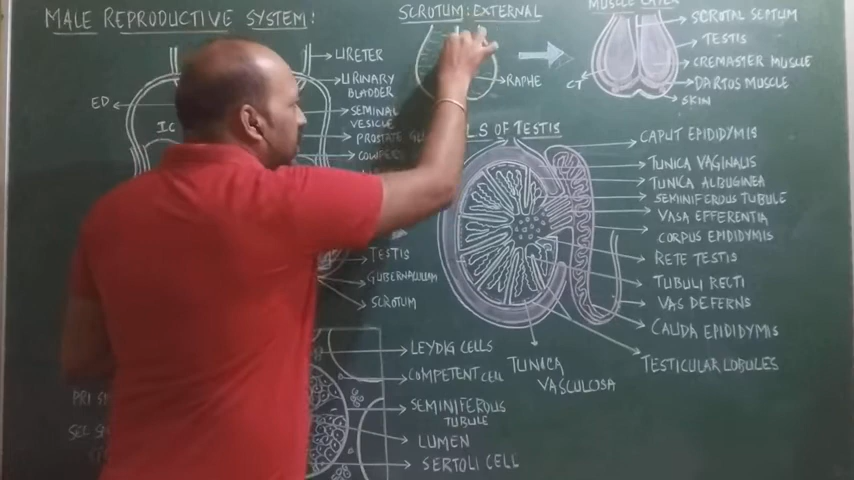 MALE REPRODUCTIVE SYSTEM:
SCROTUM: EXTERNAL
MUSCLE LAYER
SCROTAL SEPTUM
TESTIS
CREMASTER MUSCLE
DARTOS MUSCLE
SKIN
CT
RAPHE
URETER
URINARY
BLADDER
SEMINAL
VESICLE
PROSTATE
ED
IC
TESTIS
GUBERNACULUM
SCROTUM
LS OF TESTIS
CAPUT EPIDIDYMIS
TUNICA VAGINALIS
TUNICA ALBUGINEA
SEMINIFEROUS TUBULE
VASA EFFERENTIA
CORPUS EPIDIDYMIS
RETE TESTIS
TUBULI RECTI
VAS DEFERNS
CAUDA EPIDIDYMIS
TESTICULAR LOBULES
TUNICA
VASCULOSA
LEYDIG CELLS
COMPETENT CELL
SEMINIFEROUS
TUBULE
LUMEN
SERTOLI CELL